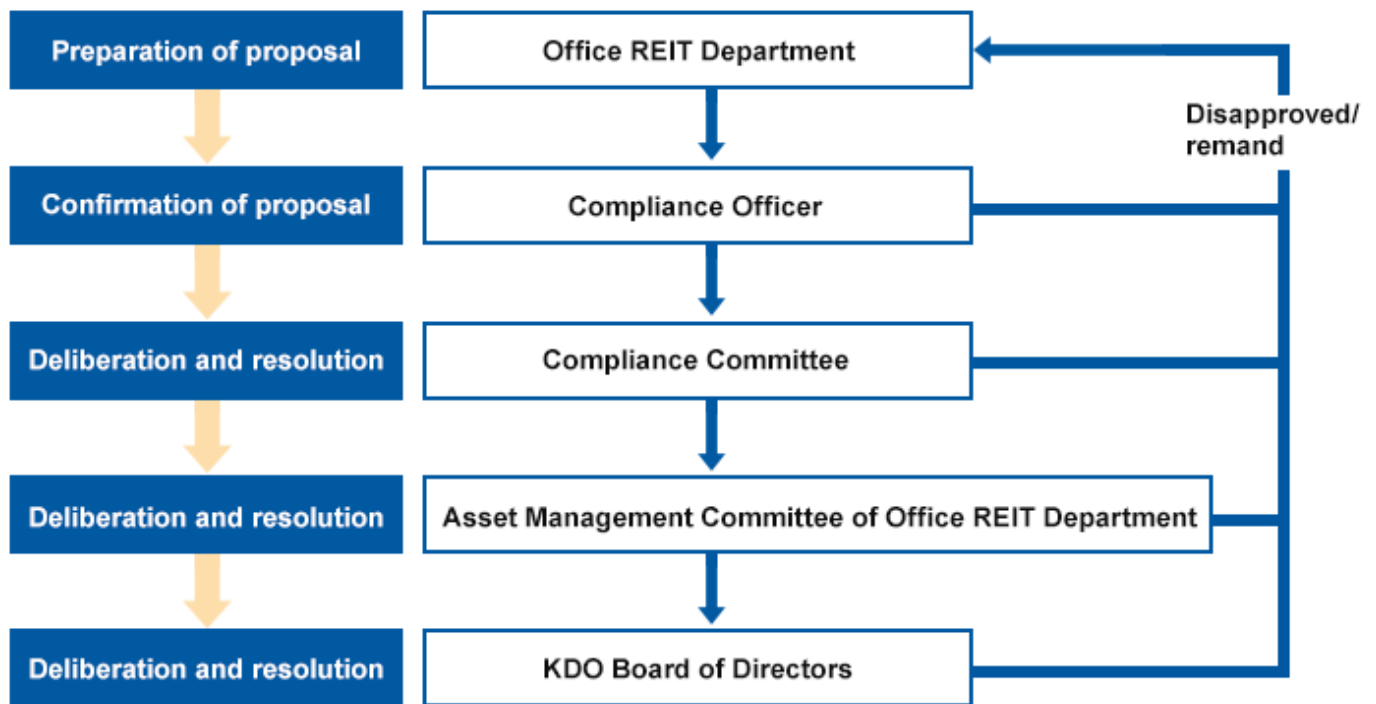 Preparation of proposal
Office REIT Department
Disapproved/
remand
Confirmation of proposal
Compliance Officer
Deliberation and resolution
Compliance Committee
Deliberation and resolution
Asset Management Committee of Office REIT Department
Deliberation and resolution
KDO Board of Directors